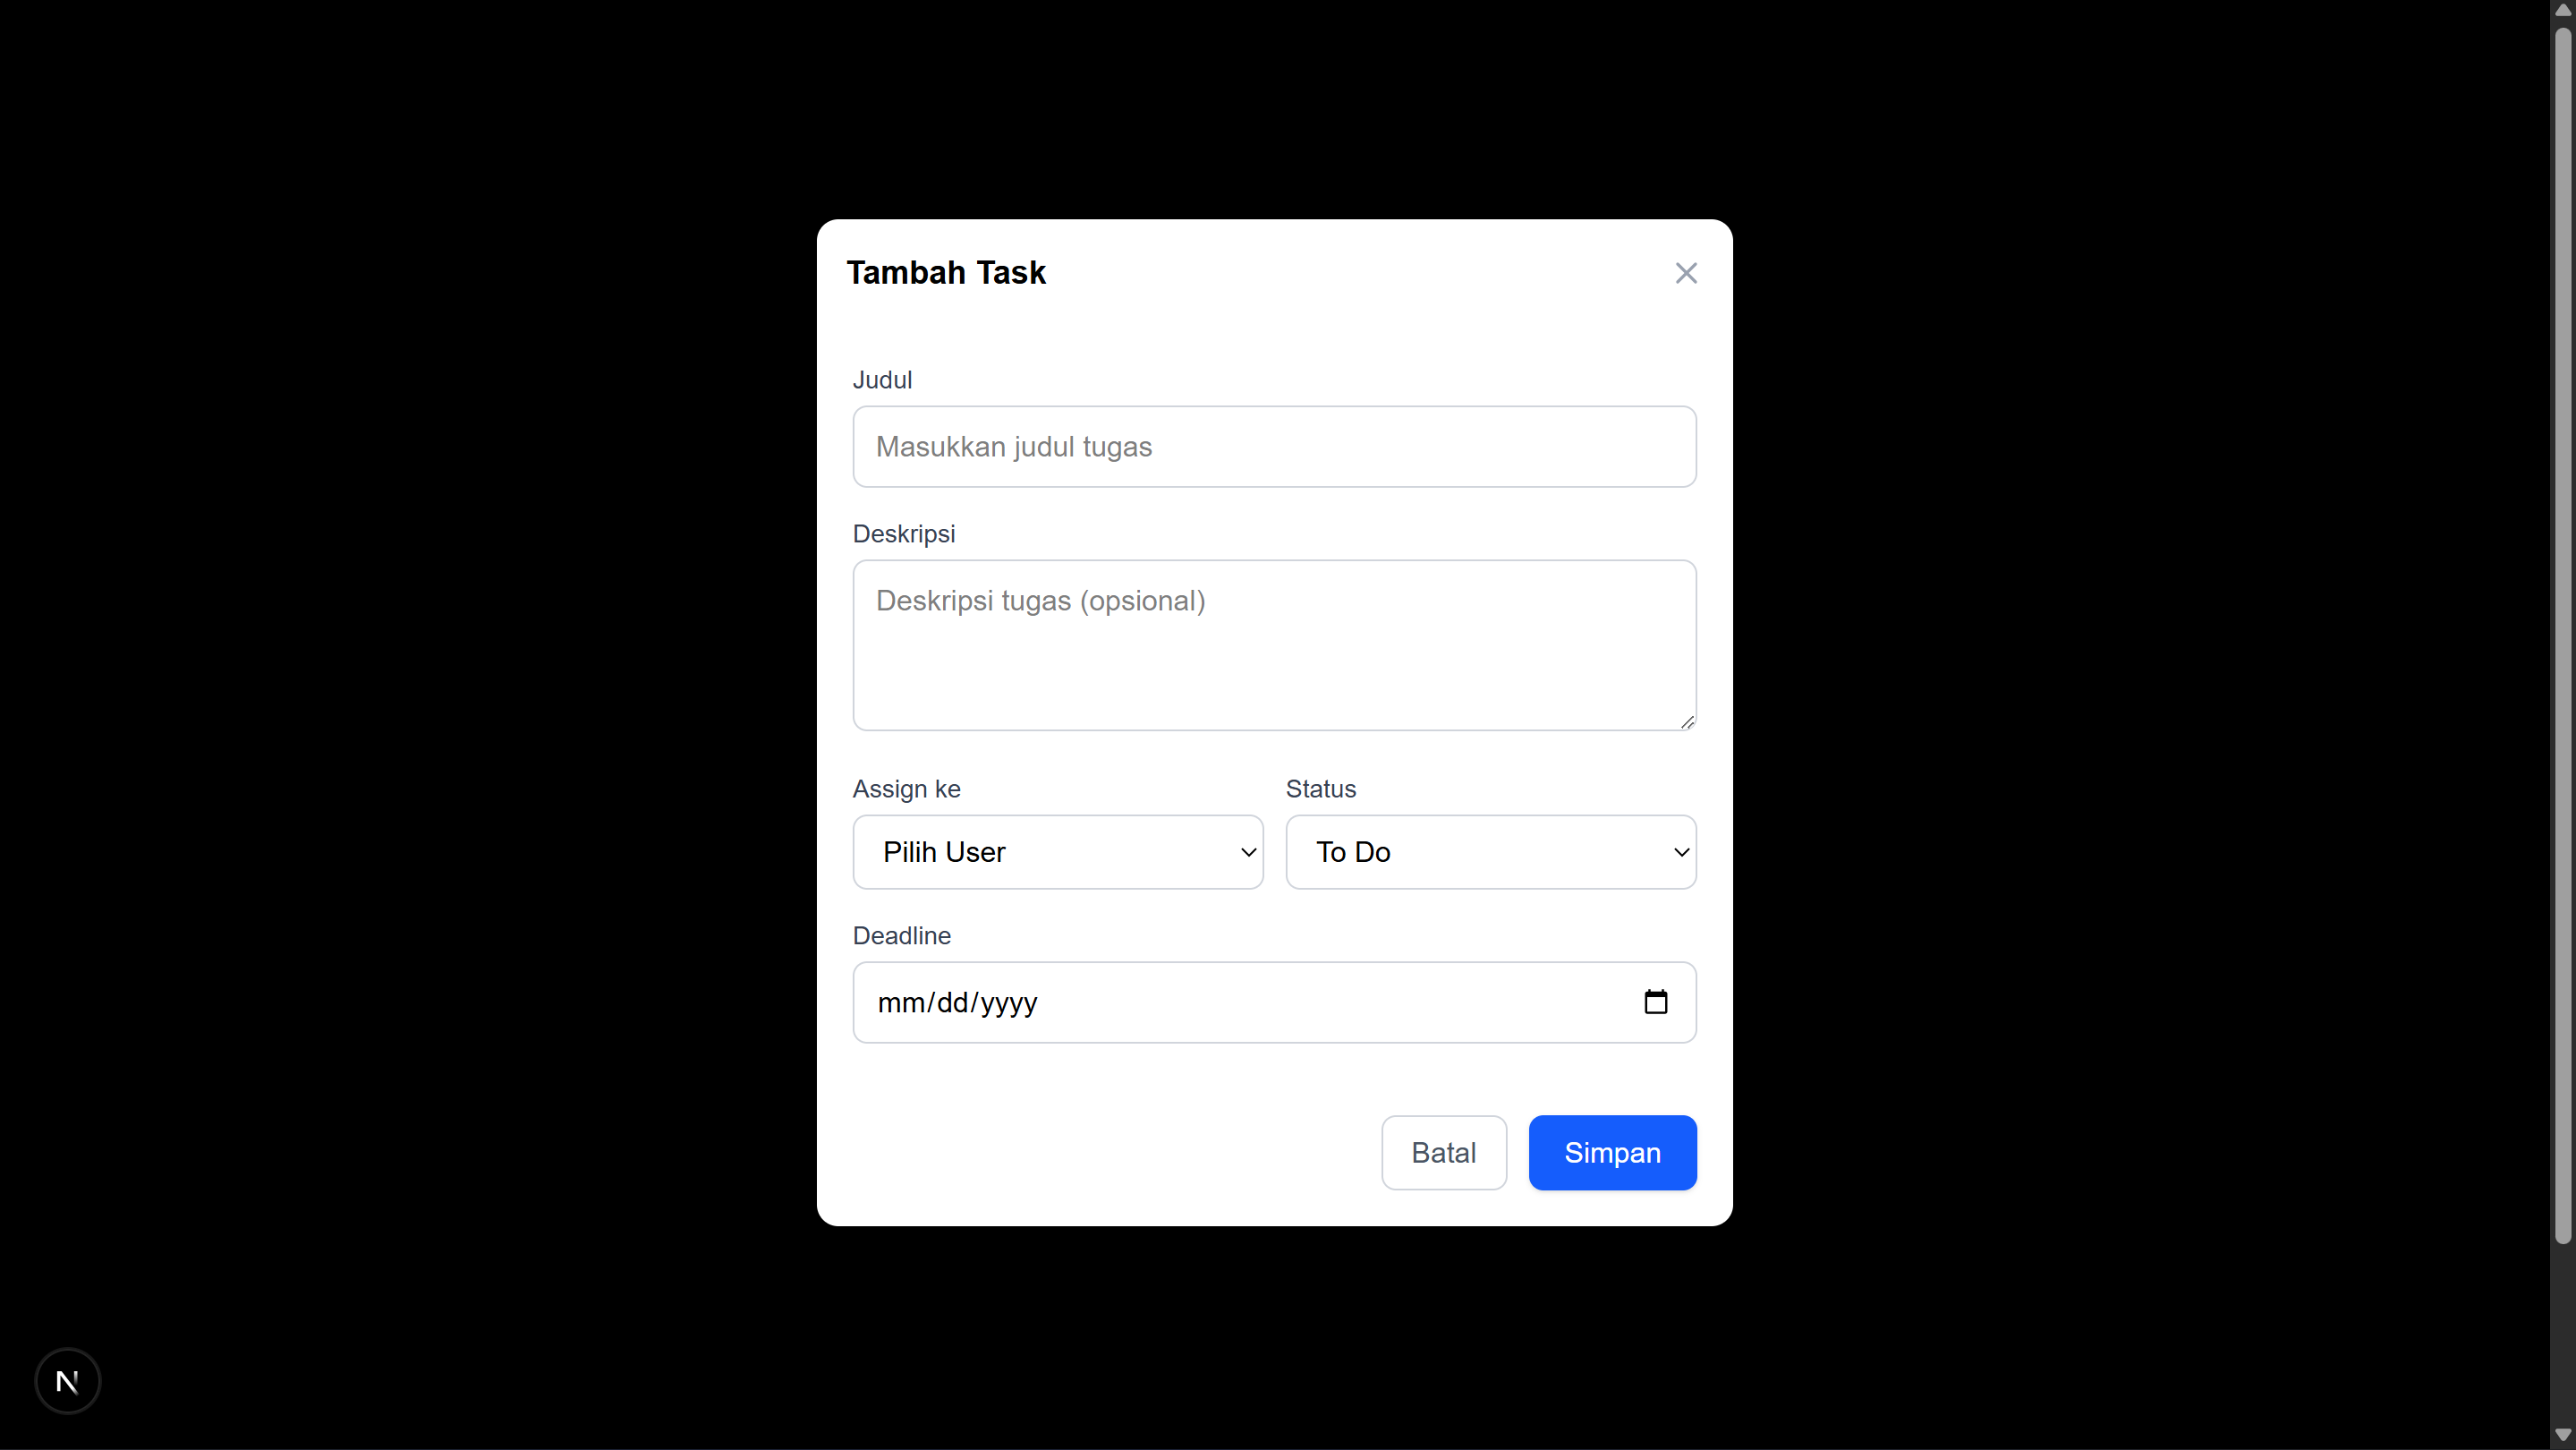 Tambah Task
Judul
Masukkan judul tugas
Deskripsi
Deskripsi tugas (opsional)
Assign ke
Status
Pilih User
To Do
Deadline
mm/dd/yyyy
Batal
Simpan
N